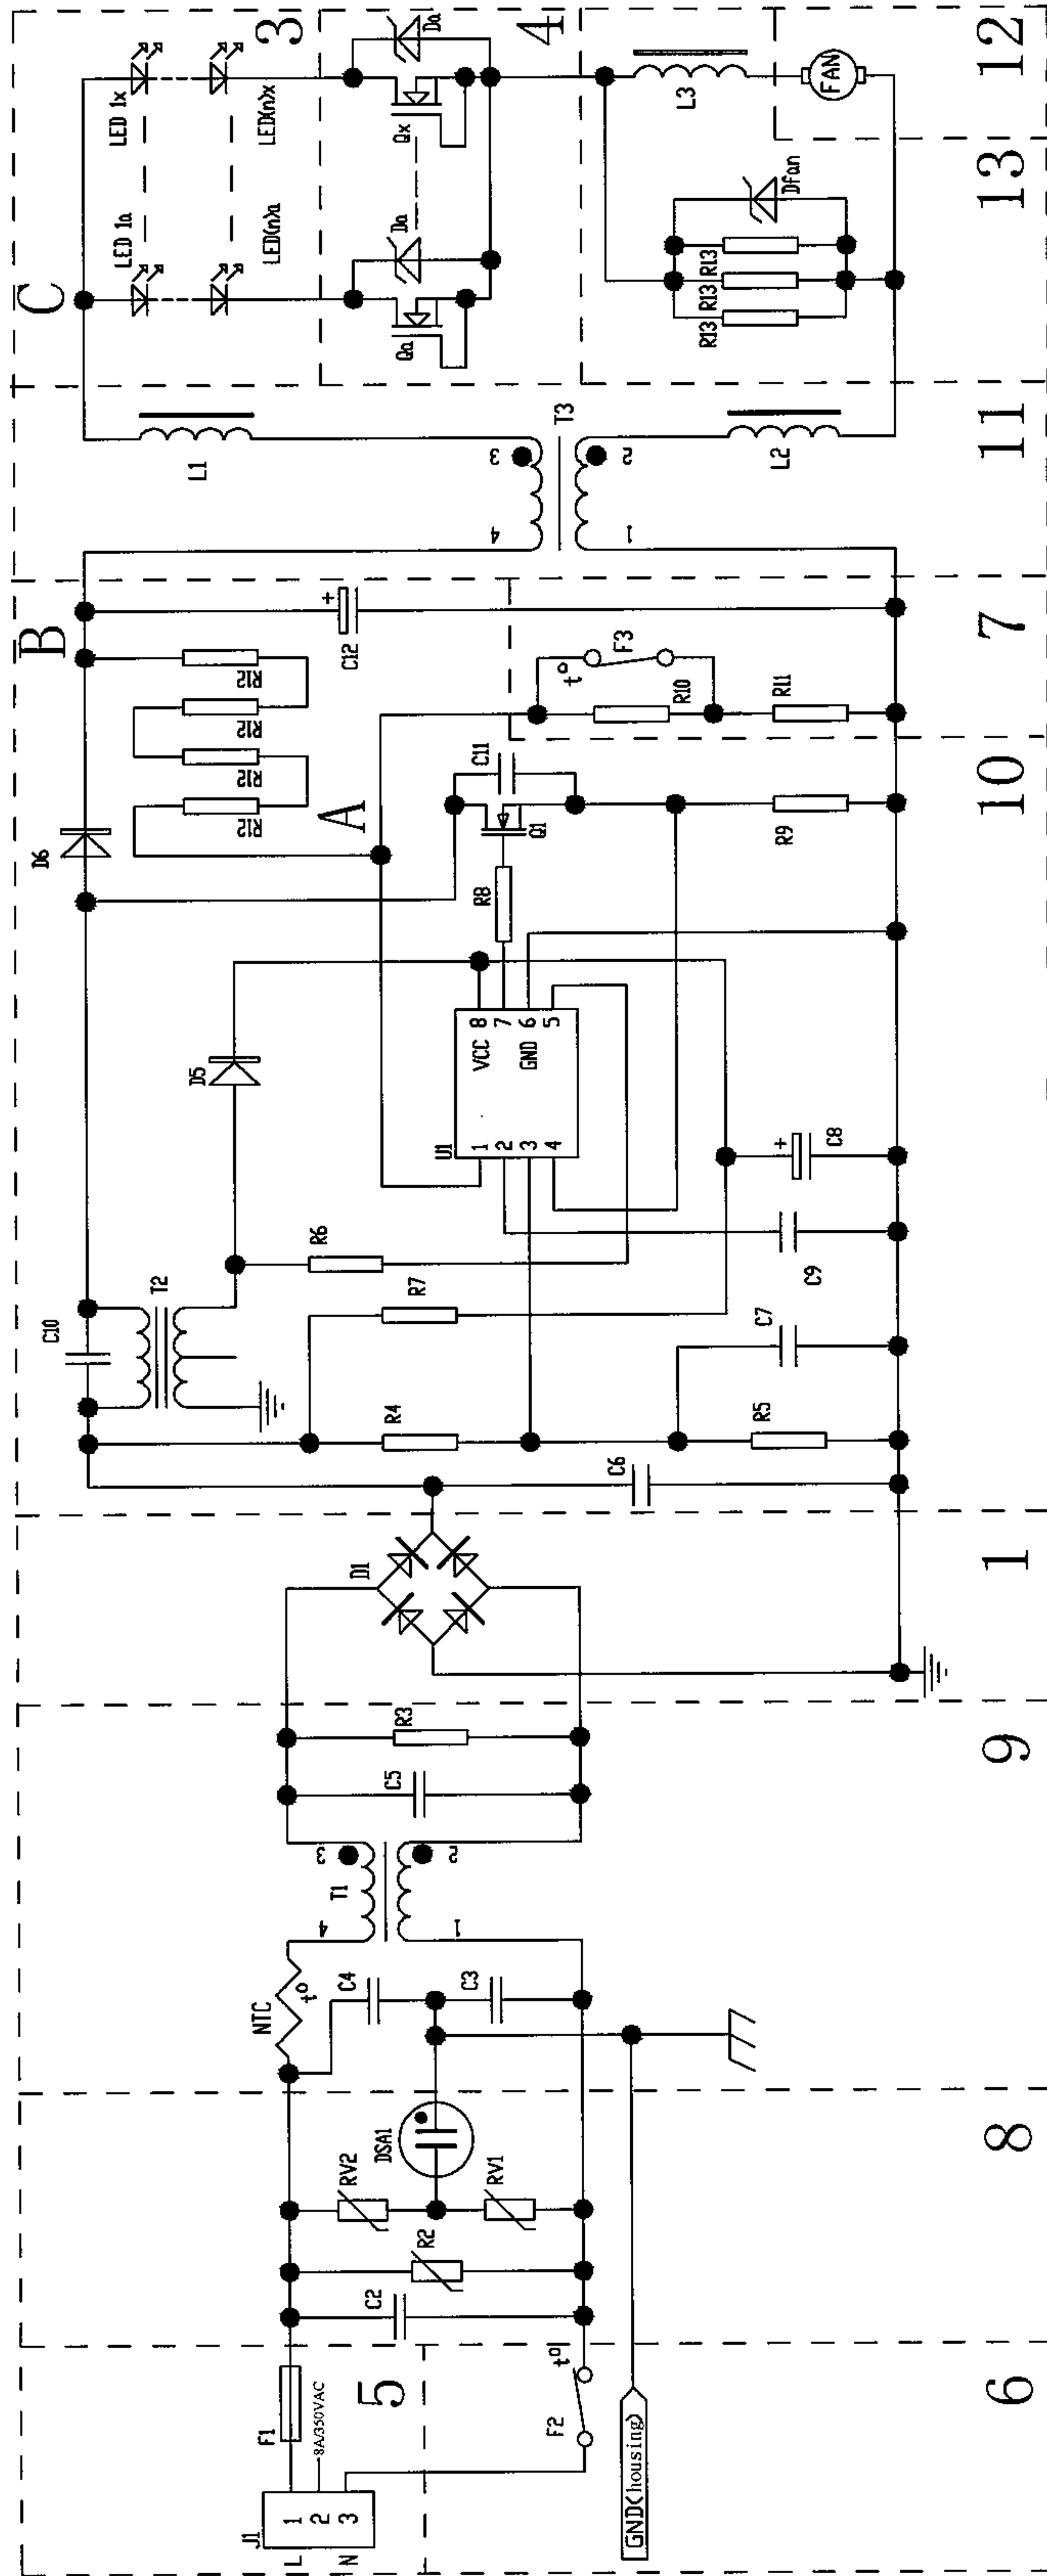 J1
L
N
1
2
3
F1
8A/350VAC
5
F2
t°
GND(housing)
6
C2
R2
RV2
RV1
DSA1
8
NTC
t°
C4
C3
T1
4
3
1
2
C5
R3
9
D1
1
C6
R4
R5
C7
C10
T2
R7
R6
C9
C8
D5
U1
1
2
3
4
VCC
GND
8
7
6
5
R8
Q1
C11
R9
10
D6
A
R12
R12
R12
R12
B
C12
+
+
t°
F3
R10
R11
7
T3
4
3
1
2
L1
L2
11
C
LED 1a
LED 1x
LED(n)a
LED(n)x
3
Qa
Da
Qx
Da
4
R13
R13
R13
Dfan
13
L3
FAN
12